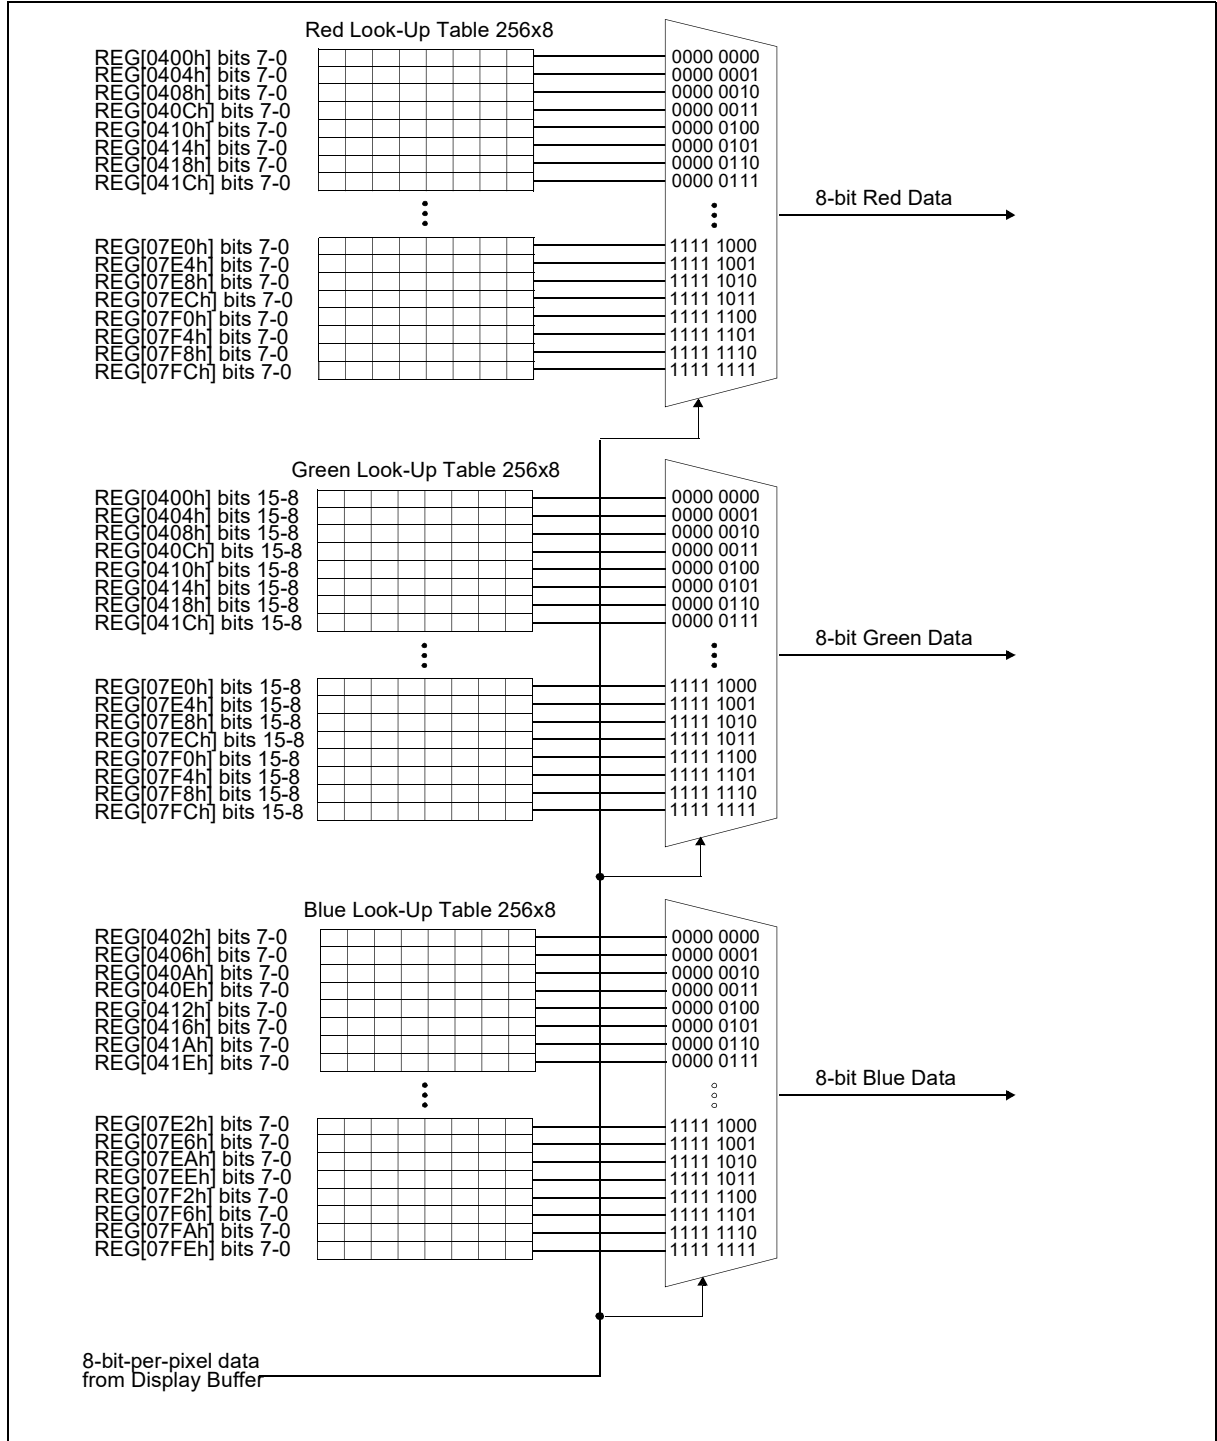 Red Look-Up Table 256x8
REG[0400h] bits 7-0 0000 0000
REG[0404h] bits 7-0 0000 0001
REG[0408h] bits 7-0 0000 0010
REG[040Ch] bits 7-0 0000 0011
REG[0410h] bits 7-0 0000 0100
REG[0414h] bits 7-0 0000 0101
REG[0418h] bits 7-0 0000 0110
REG[041Ch] bits 7-0 0000 0111
8-bit Red Data
REG[07E0h] bits 7-0 1111 1000
REG[07E4h] bits 7-0 1111 1001
REG[07E8h] bits 7-0 1111 1010
REG[07ECh] bits 7-0 1111 1011
REG[07F0h] bits 7-0 1111 1100
REG[07F4h] bits 7-0 1111 1101
REG[07F8h] bits 7-0 1111 1110
REG[07FCh] bits 7-0 1111 1111
Green Look-Up Table 256x8
REG[0400h] bits 15-8 0000 0000
REG[0404h] bits 15-8 0000 0001
REG[0408h] bits 15-8 0000 0010
REG[040Ch] bits 15-8 0000 0011
REG[0410h] bits 15-8 0000 0100
REG[0414h] bits 15-8 0000 0101
REG[0418h] bits 15-8 0000 0110
REG[041Ch] bits 15-8 0000 0111
8-bit Green Data
REG[07E0h] bits 15-8 1111 1000
REG[07E4h] bits 15-8 1111 1001
REG[07E8h] bits 15-8 1111 1010
REG[07ECh] bits 15-8 1111 1011
REG[07F0h] bits 15-8 1111 1100
REG[07F4h] bits 15-8 1111 1101
REG[07F8h] bits 15-8 1111 1110
REG[07FCh] bits 15-8 1111 1111
Blue Look-Up Table 256x8
REG[0402h] bits 7-0 0000 0000
REG[0406h] bits 7-0 0000 0001
REG[040Ah] bits 7-0 0000 0010
REG[040Eh] bits 7-0 0000 0011
REG[0412h] bits 7-0 0000 0100
REG[0416h] bits 7-0 0000 0101
REG[041Ah] bits 7-0 0000 0110
REG[041Eh] bits 7-0 0000 0111
8-bit Blue Data
REG[07E2h] bits 7-0 1111 1000
REG[07E6h] bits 7-0 1111 1001
REG[07EAh] bits 7-0 1111 1010
REG[07EEh] bits 7-0 1111 1011
REG[07F2h] bits 7-0 1111 1100
REG[07F6h] bits 7-0 1111 1101
REG[07FAh] bits 7-0 1111 1110
REG[07FEh] bits 7-0 1111 1111
8-bit-per-pixel data
from Display Buffer